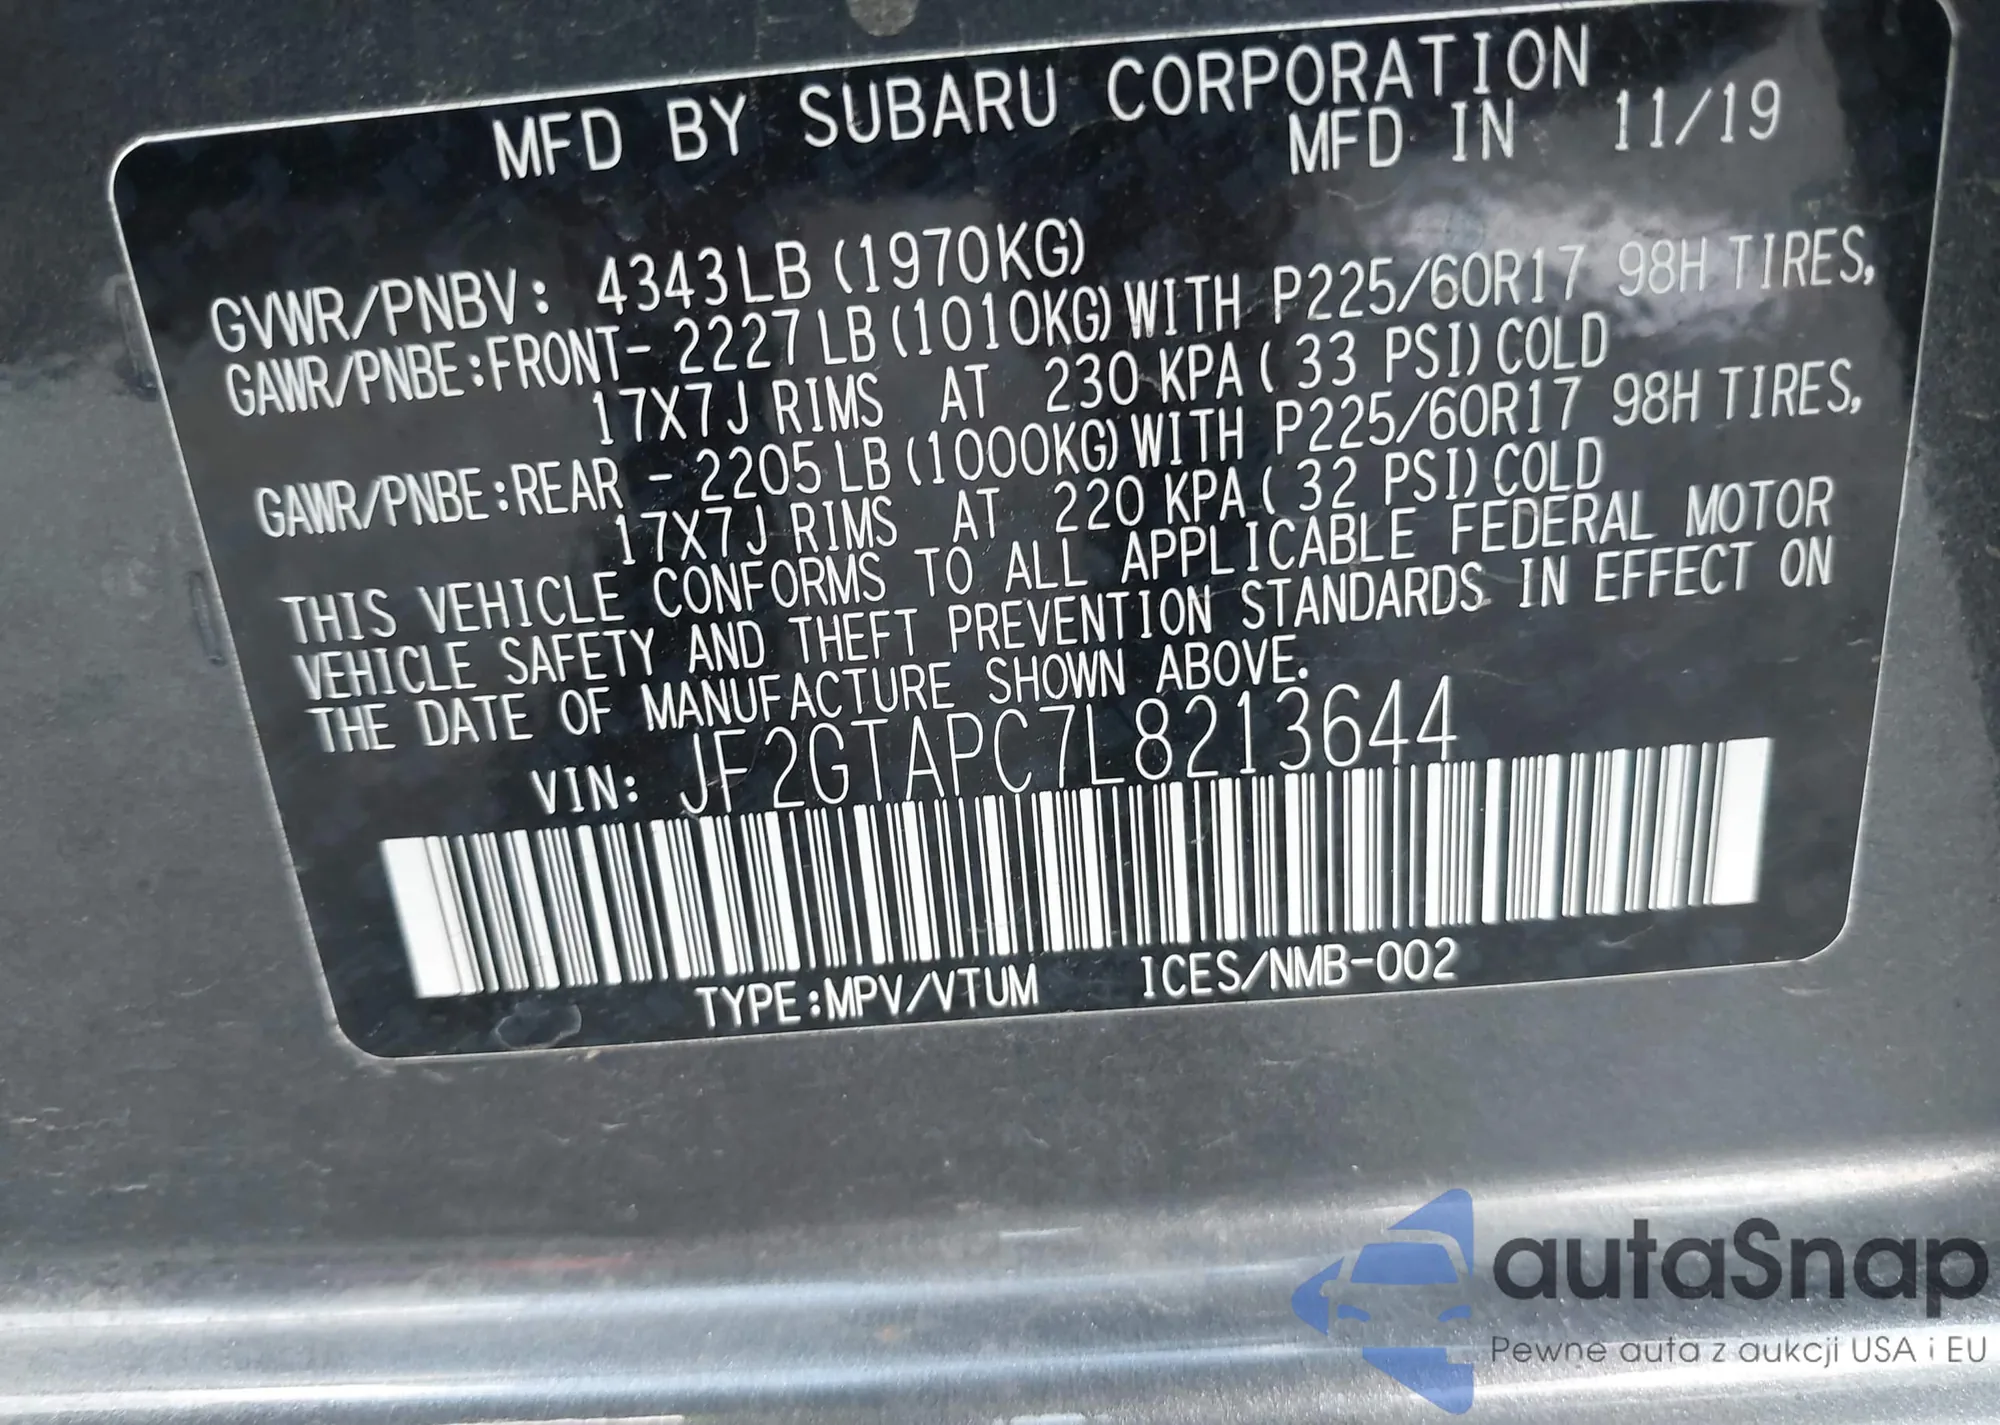 MFD BY SUBARU CORPORATION
MFD IN 11/19
GVWR/PNBV: 4343LB (1970KG)
GAWR/PNBE:FRONT- 2227LB (1010KG) WITH P225/60R17 98H TIRES,
17X7J RIMS AT 230 KPA ( 33 PSI) COLD
GAWR/PNBE:REAR - 2205LB (1000KG) WITH P225/60R17 98H TIRES,
17X7J RIMS AT 220 KPA ( 32 PSI) COLD
THIS VEHICLE CONFORMS TO ALL APPLICABLE FEDERAL MOTOR
VEHICLE SAFETY AND THEFT PREVENTION STANDARDS IN EFFECT ON
THE DATE OF MANUFACTURE SHOWN ABOVE.
VIN: JF2GTAPC7L8213644
TYPE:MPV/VTUM ICES/NMB-002
autaSnap
Pewne auta z aukcji USA i EU